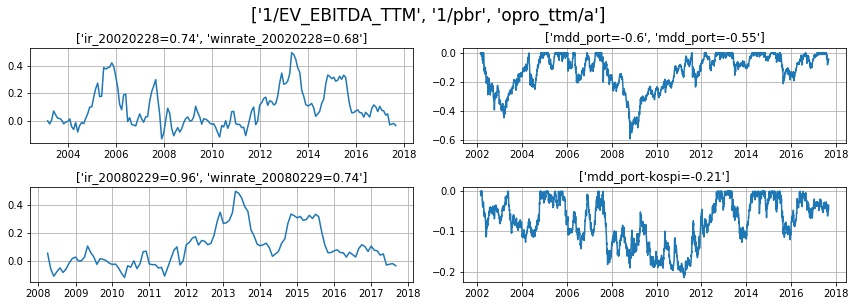 ['1/EV_EBITDA_TTM', '1/pbr', 'opro_ttm/a']
['ir_20020228=0.74', 'winrate_20020228=0.68']
0.4
0.2
0.0
2004 2006 2008 2010 2012 2014 2016 2018
['mdd_port=-0.6', 'mdd_port=-0.55']
0.0
−0.2
−0.4
−0.6
2002 2004 2006 2008 2010 2012 2014 2016 2018
['ir_20080229=0.96', 'winrate_20080229=0.74']
0.4
0.2
0.0
2008 2009 2010 2011 2012 2013 2014 2015 2016 2017 2018
['mdd_port-kospi=-0.21']
0.0
−0.1
−0.2
2002 2004 2006 2008 2010 2012 2014 2016 2018